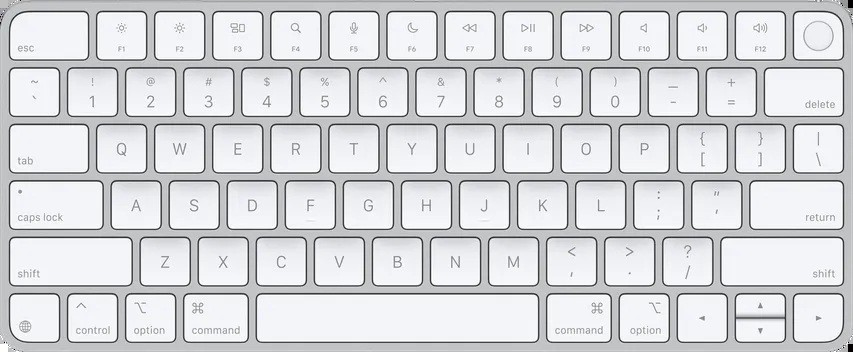 esc F1 F2 F3 F4 F5 F6 F7 F8 F9 F10 F11 F12
~ ! @ # $ % ^ & * ( ) — +
` 1 2 3 4 5 6 7 8 9 0 - = delete
tab Q W E R T Y U I O P { [ } ] | \
caps lock A S D F G H J K L : ; " ' return
shift Z X C V B N M < , > . ? / shift
^ ⌥ ⌘ ⌘ ⌥
control option command command option